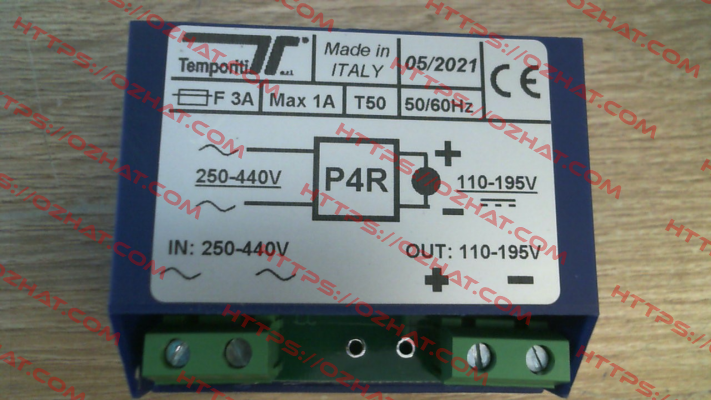 Temporiti s.r.l.
Made in ITALY
05/2021
CE
F 3A
Max 1A
T50
50/60Hz
250-440V
P4R
+
-
110-195V
IN: 250-440V
OUT: 110-195V
+ -
HTTPS://OZHAT.COM